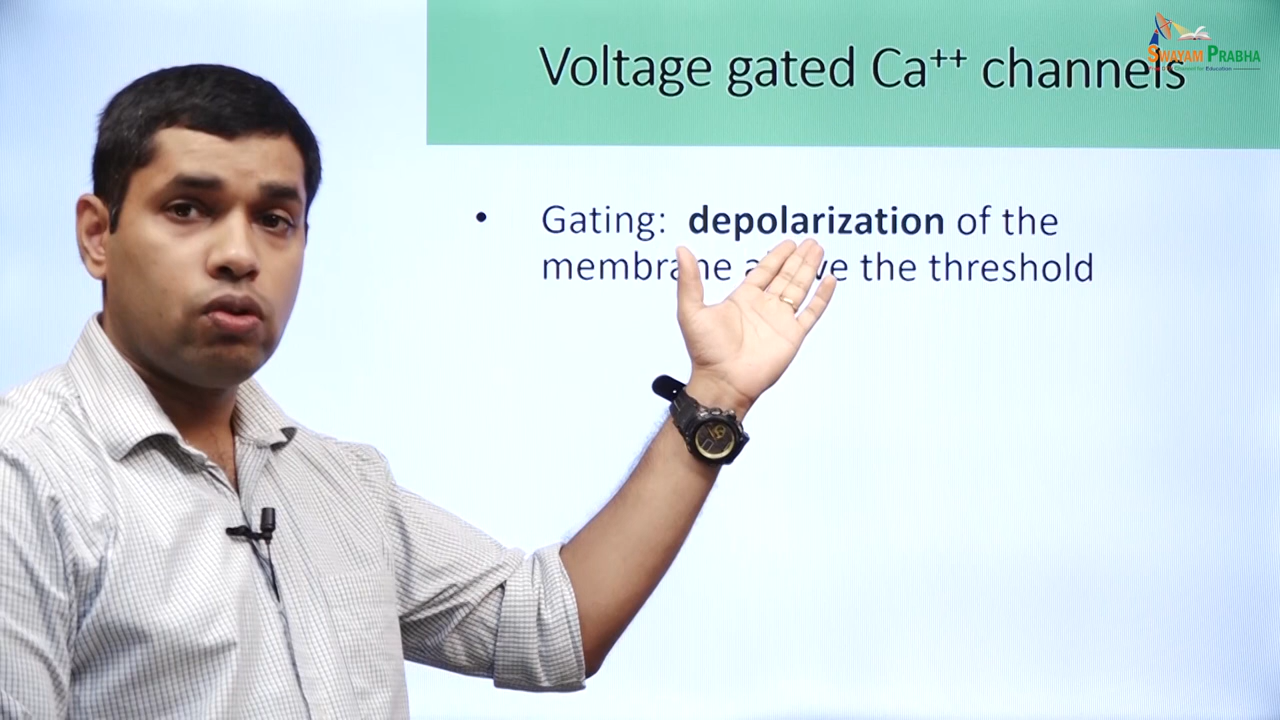 Voltage gated Ca⁺⁺ channels
SWAYAM PRABHA
• Gating: depolarization of the
membrane above the threshold